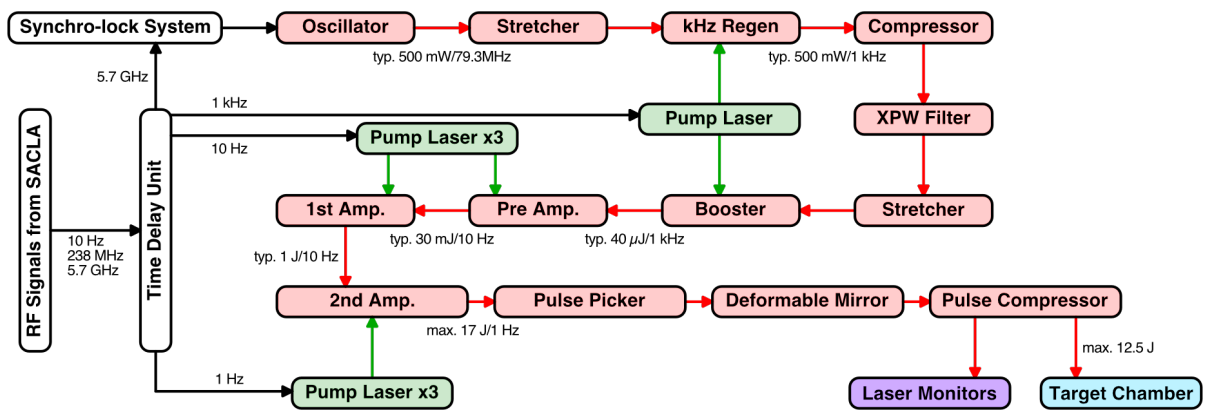 Synchro-lock System
Oscillator
Stretcher
kHz Regen
Compressor
typ. 500 mW/79.3MHz
typ. 500 mW/1 kHz
5.7 GHz
1 kHz
Pump Laser
XPW Filter
10 Hz
Pump Laser x3
RF Signals from SACLA
Time Delay Unit
1st Amp.
Pre Amp.
Booster
Stretcher
10 Hz
238 MHz
5.7 GHz
typ. 30 mJ/10 Hz
typ. 40 µJ/1 kHz
typ. 1 J/10 Hz
2nd Amp.
Pulse Picker
Deformable Mirror
Pulse Compressor
max. 17 J/1 Hz
max. 12.5 J
1 Hz
Pump Laser x3
Laser Monitors
Target Chamber